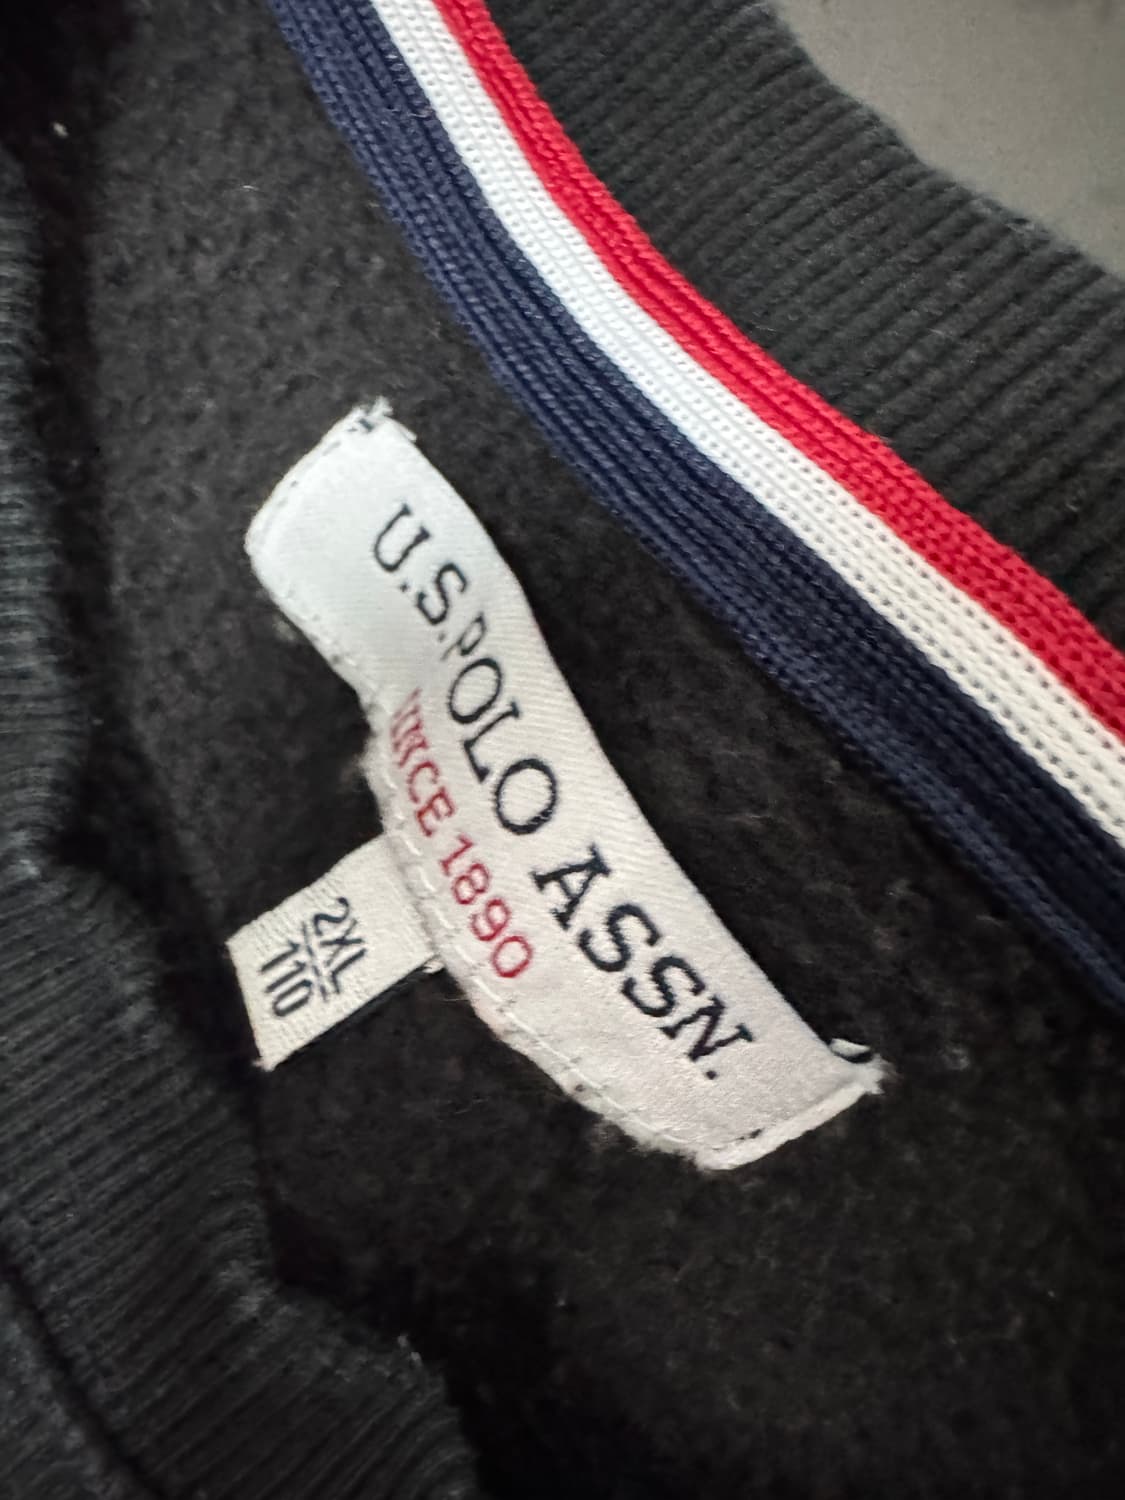 U.S. POLO ASSN.
SINCE 1890
2XL
110